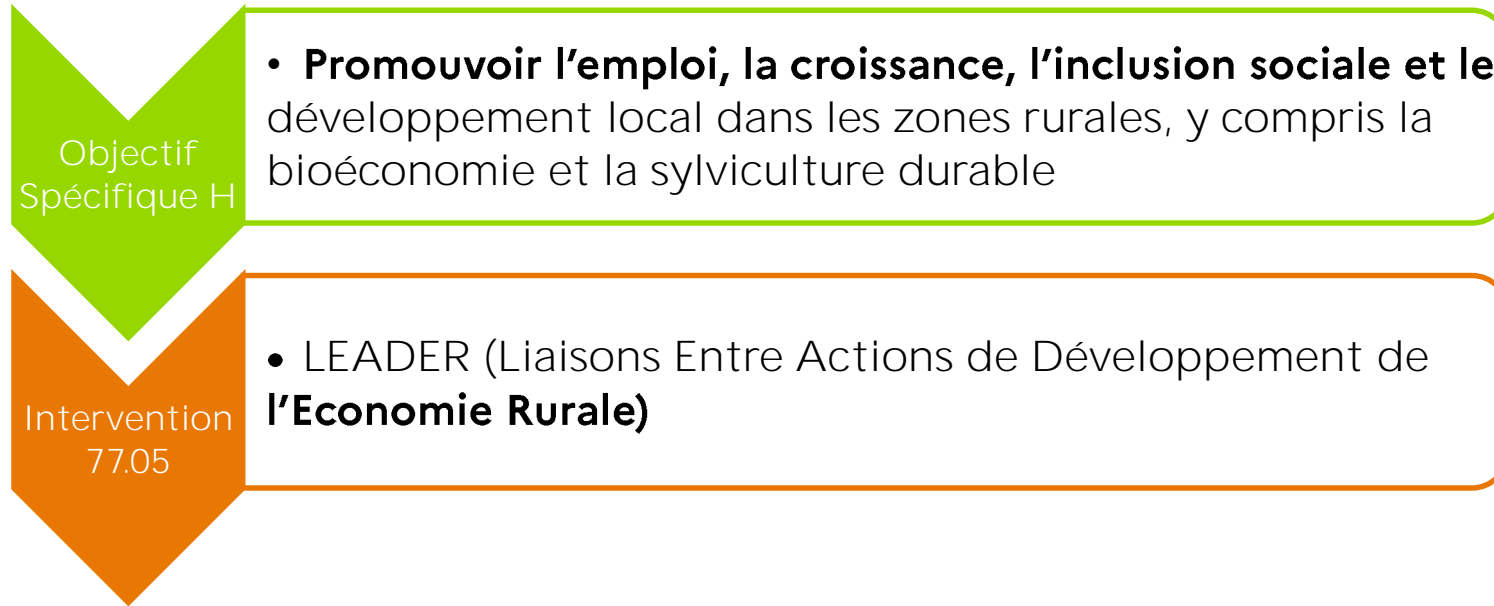 Objectif
Spécifique H
• Promouvoir l’emploi, la croissance, l’inclusion sociale et le
développement local dans les zones rurales, y compris la
bioéconomie et la sylviculture durable
Intervention
77.05
• LEADER (Liaisons Entre Actions de Développement de
l’Economie Rurale)